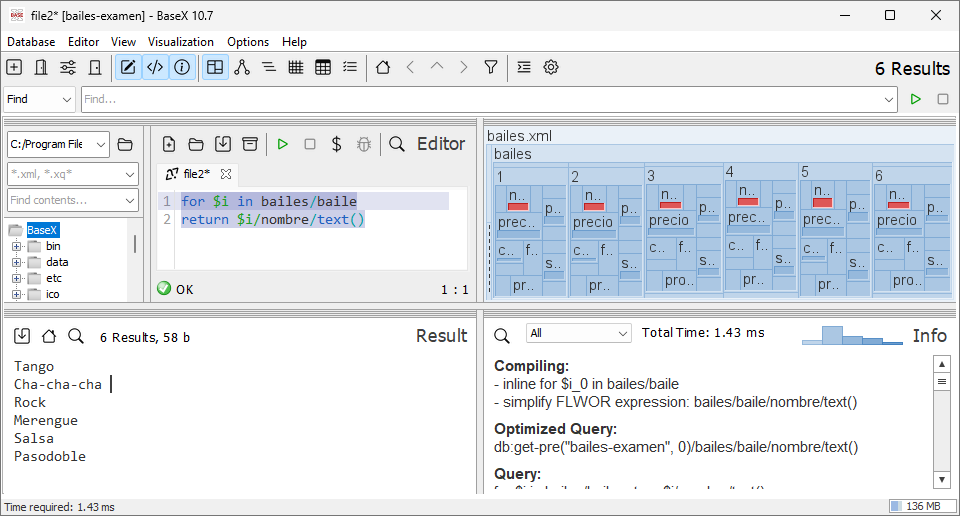 file2* [bailes-examen] - BaseX 10.7
Database Editor View Visualization Options Help
6 Results
Find Find...
C:/Program File
*.xml, *.xq*
Find contents...
BaseX
bin
data
etc
ico
Editor
file2*
1 for $i in bailes/baile
2 return $i/nombre/text()
OK 1 : 1
bailes.xml
bailes
1 2 3 4 5 6
n.. n.. n.. n.. n.. n..
p.. p.. p.. p.. p.. p..
prec.. prec.. precio precio prec.. precio
c.. f.. c.. f.. c.. f.. c.. f.. c.. f.. c.. f..
s.. s.. s.. s.. s.. s..
pr.. pr.. pro.. pro.. pr.. pro..
6 Results, 58 b Result
Tango
Cha-cha-cha
Rock
Merengue
Salsa
Pasodoble
All Total Time: 1.43 ms Info
Compiling:
- inline for $i_0 in bailes/baile
- simplify FLWOR expression: bailes/baile/nombre/text()
Optimized Query:
db:get-pre("bailes-examen", 0)/bailes/baile/nombre/text()
Query:
Time required: 1.43 ms 136 MB